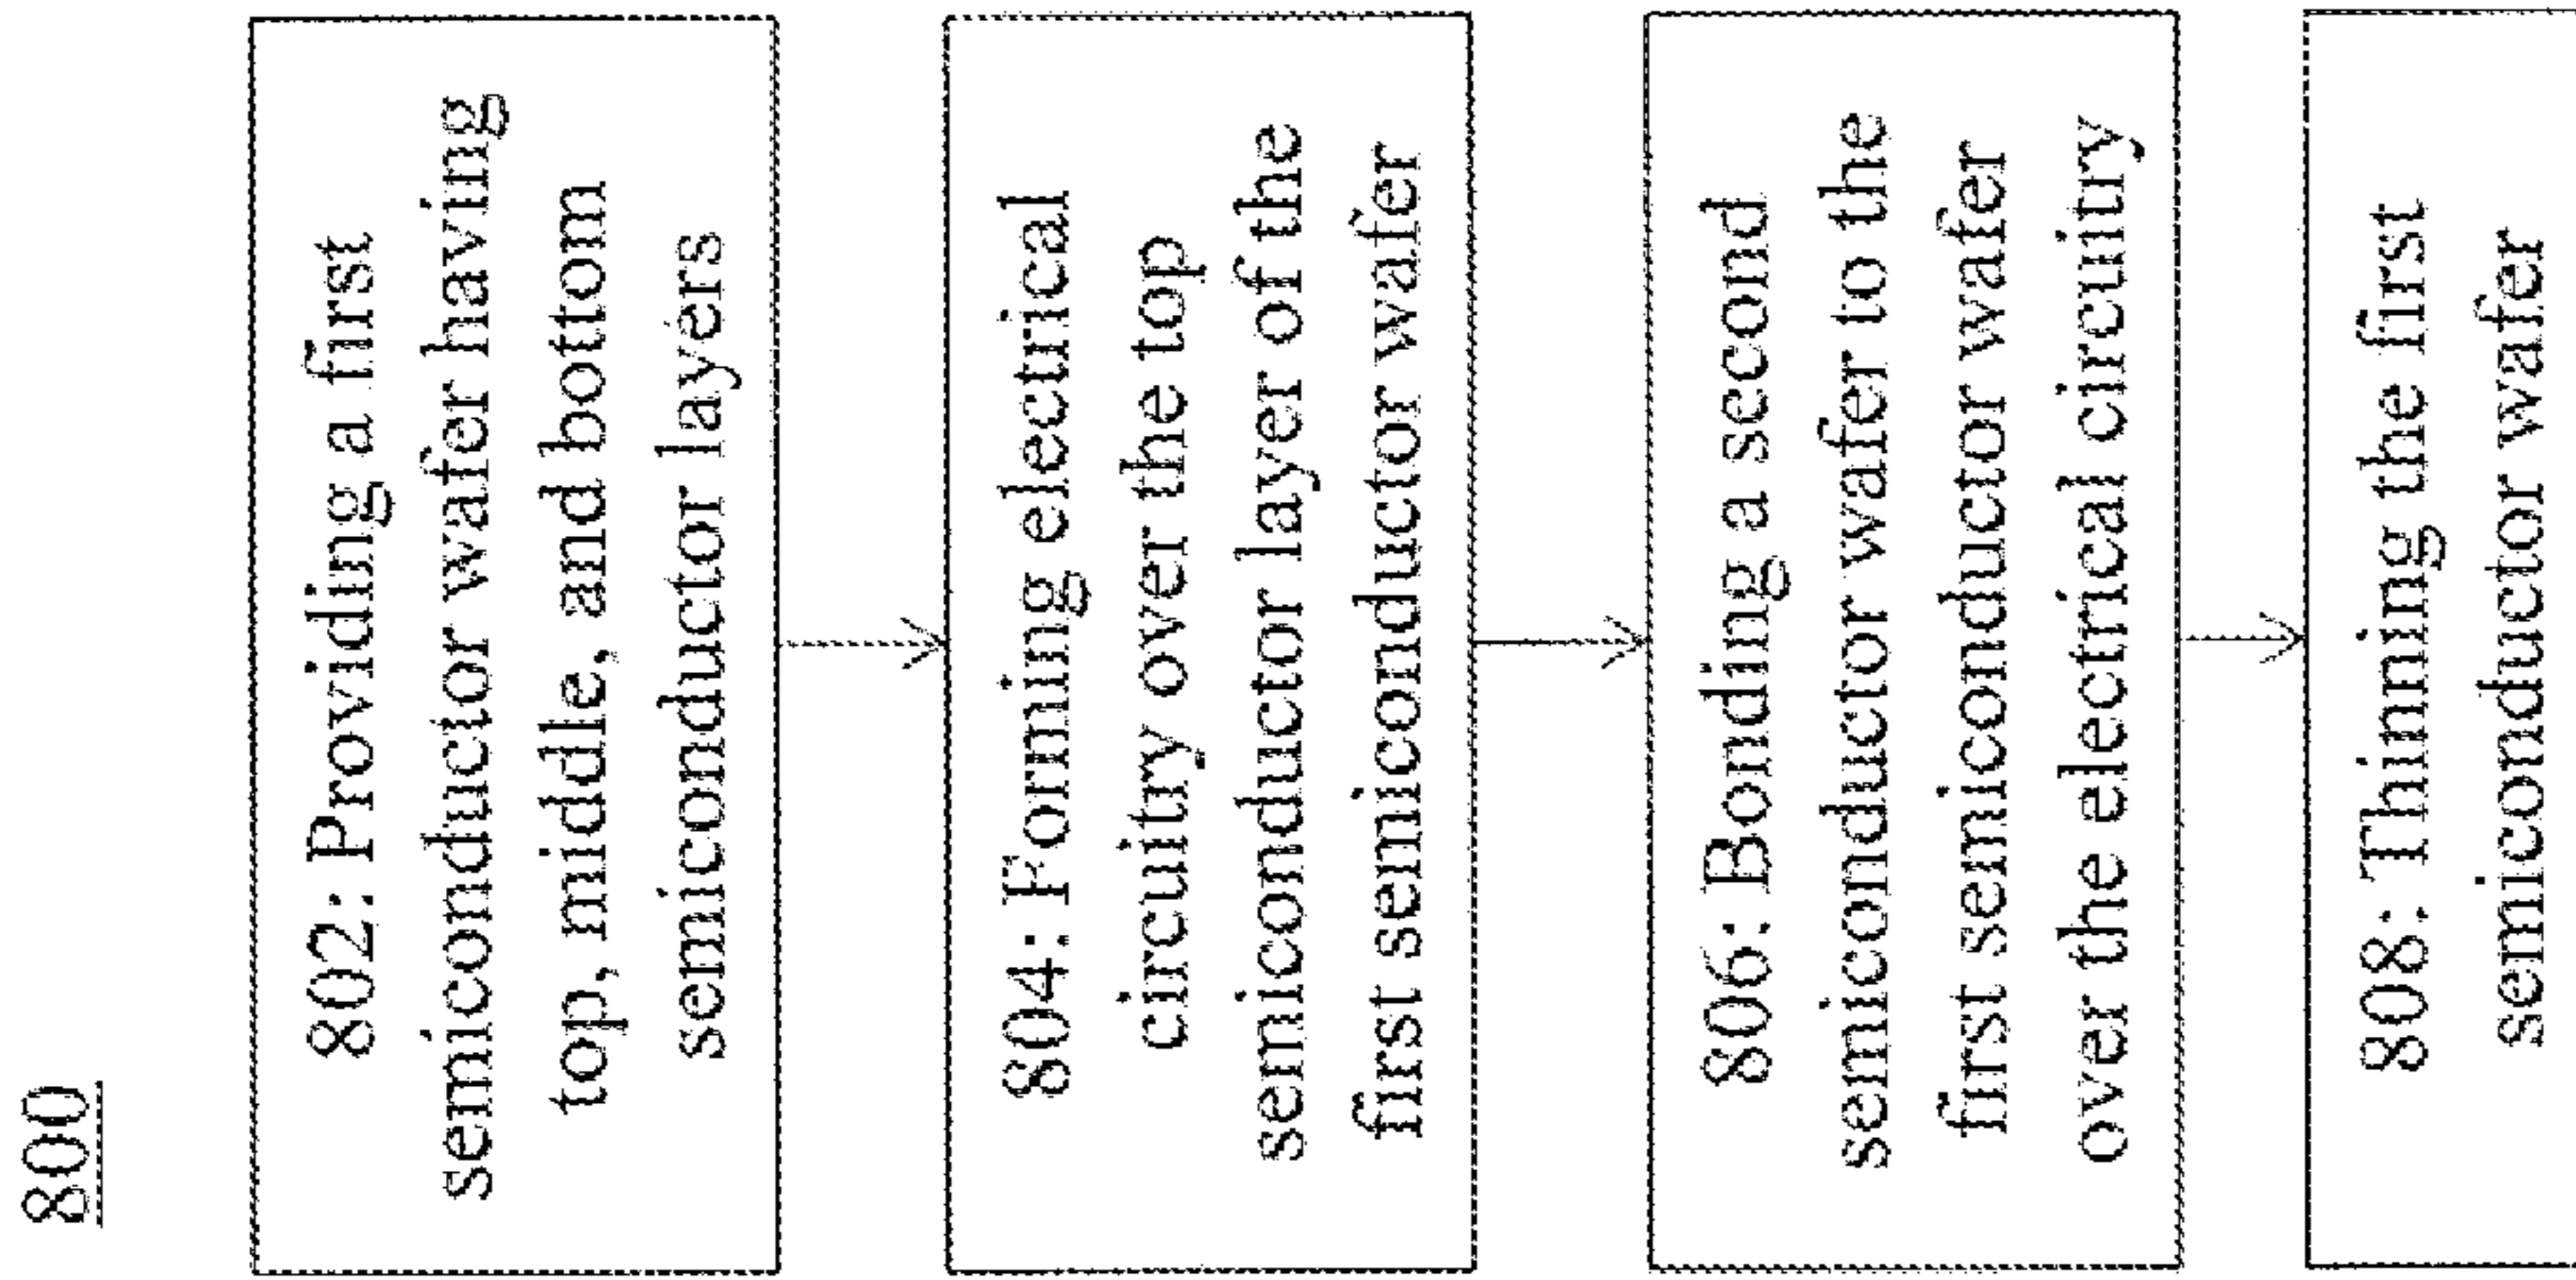 800
802: Providing a first
semiconductor wafer having
top, middle, and bottom
semiconductor layers
804: Forming electrical
circuitry over the top
semiconductor layer of the
first semiconductor wafer
806: Bonding a second
semiconductor wafer to the
first semiconductor wafer
over the electrical circuitry
808: Thinning the first
semiconductor wafer